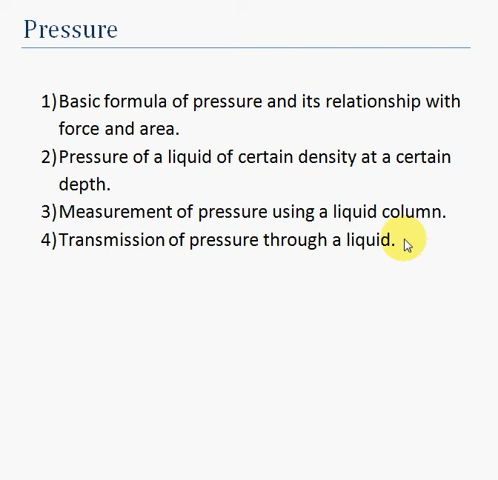 Pressure
1) Basic formula of pressure and its relationship with
force and area.
2) Pressure of a liquid of certain density at a certain
depth.
3) Measurement of pressure using a liquid column.
4) Transmission of pressure through a liquid.